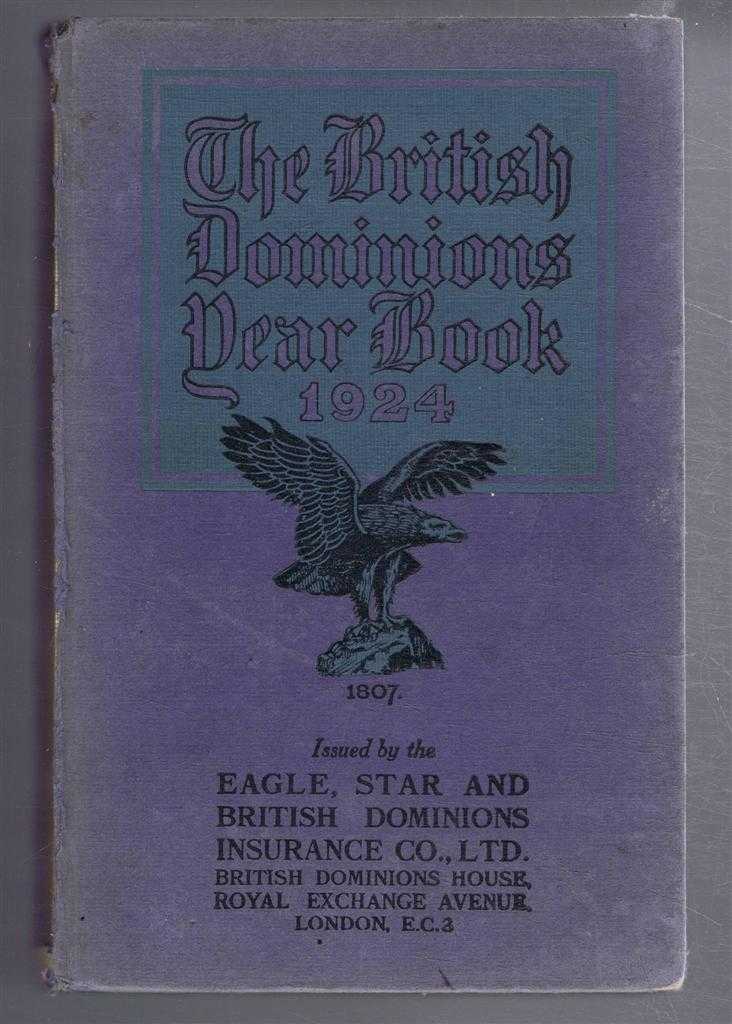 The British
Dominions
Year Book
1924
1807.
Issued by the
EAGLE, STAR AND
BRITISH DOMINIONS
INSURANCE CO., LTD.
BRITISH DOMINIONS HOUSE,
ROYAL EXCHANGE AVENUE,
LONDON, E.C.3